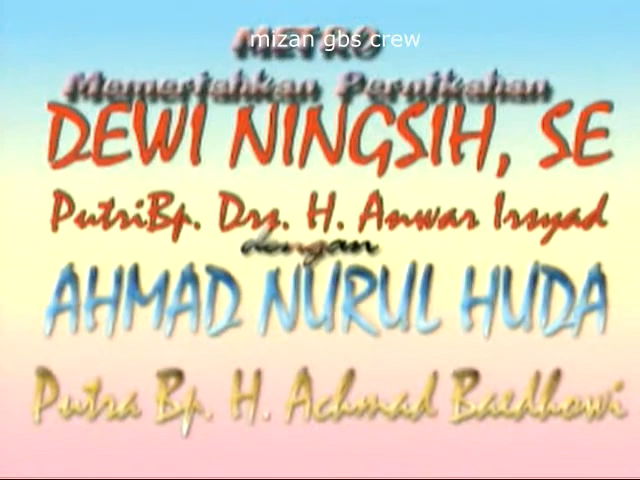 mizan gbs crew
METRO
Memeriahkan Pernikahan
DEWI NINGSIH, SE
PutriBp. Drs. H. Anwar Irsyad
dengan
AHMAD NURUL HUDA
Putra Bp. H. Achmad Baedhowi